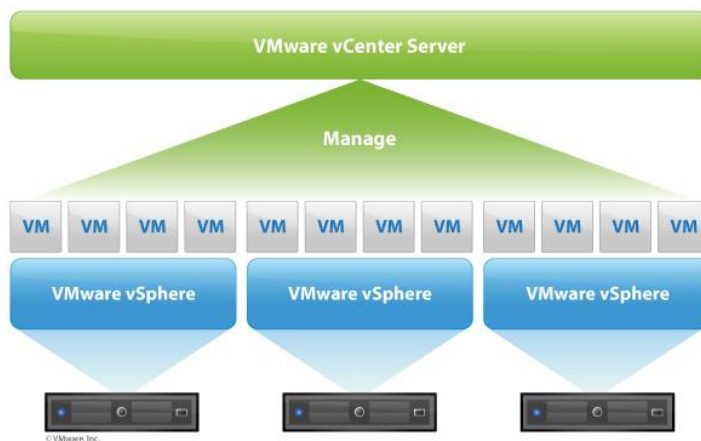 VMware vCenter Server
Manage
VM VM VM VM VM VM VM VM VM VM VM VM
VMware vSphere VMware vSphere VMware vSphere
© VMware, Inc.